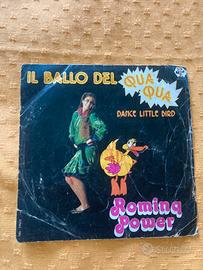 IL BALLO DEL
QUA
QUA
DANCE LITTLE BIRD
Romina
Power